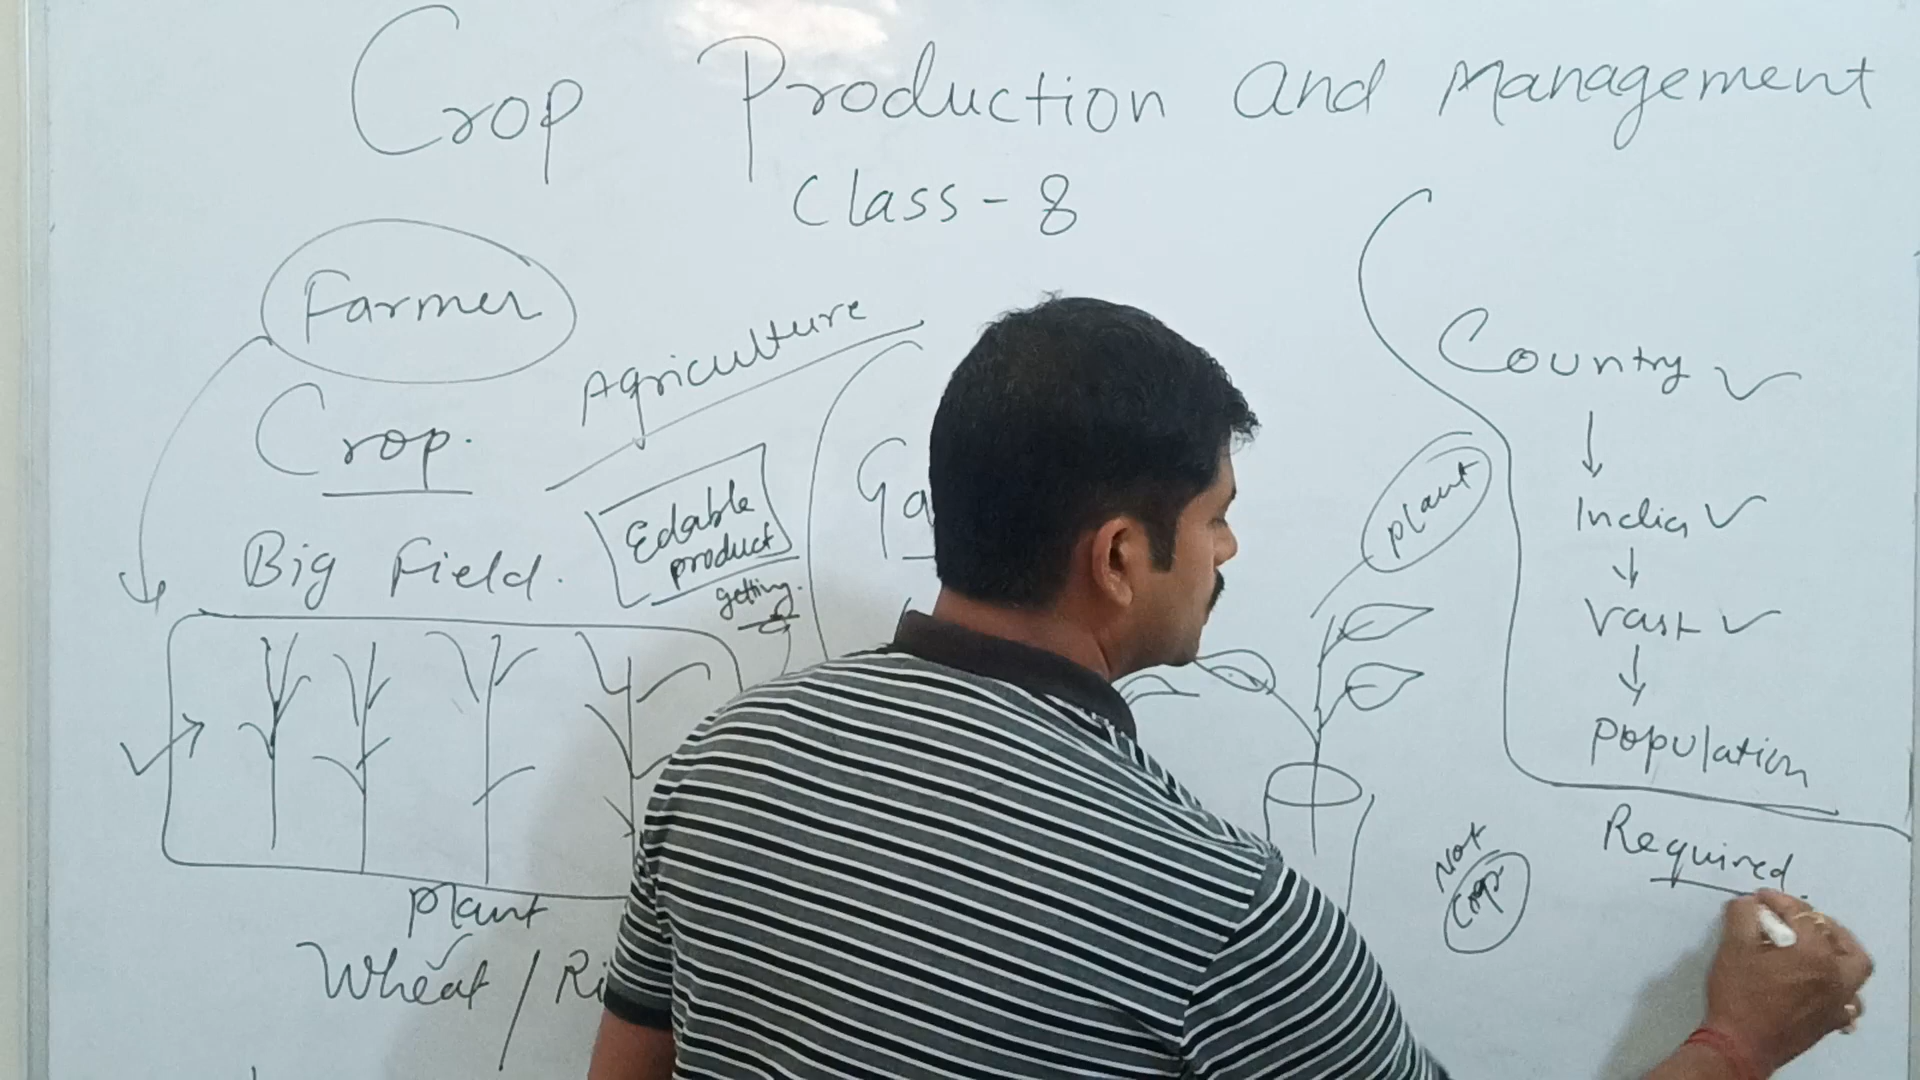 Crop Production and Management
Class - 8
Farmer
Crop.
Big Field.
Agriculture
Edable
product
getting.
Ga
plant
Not
Crop
plant
Wheat / Ri
Country
India
Vast
population
Required.